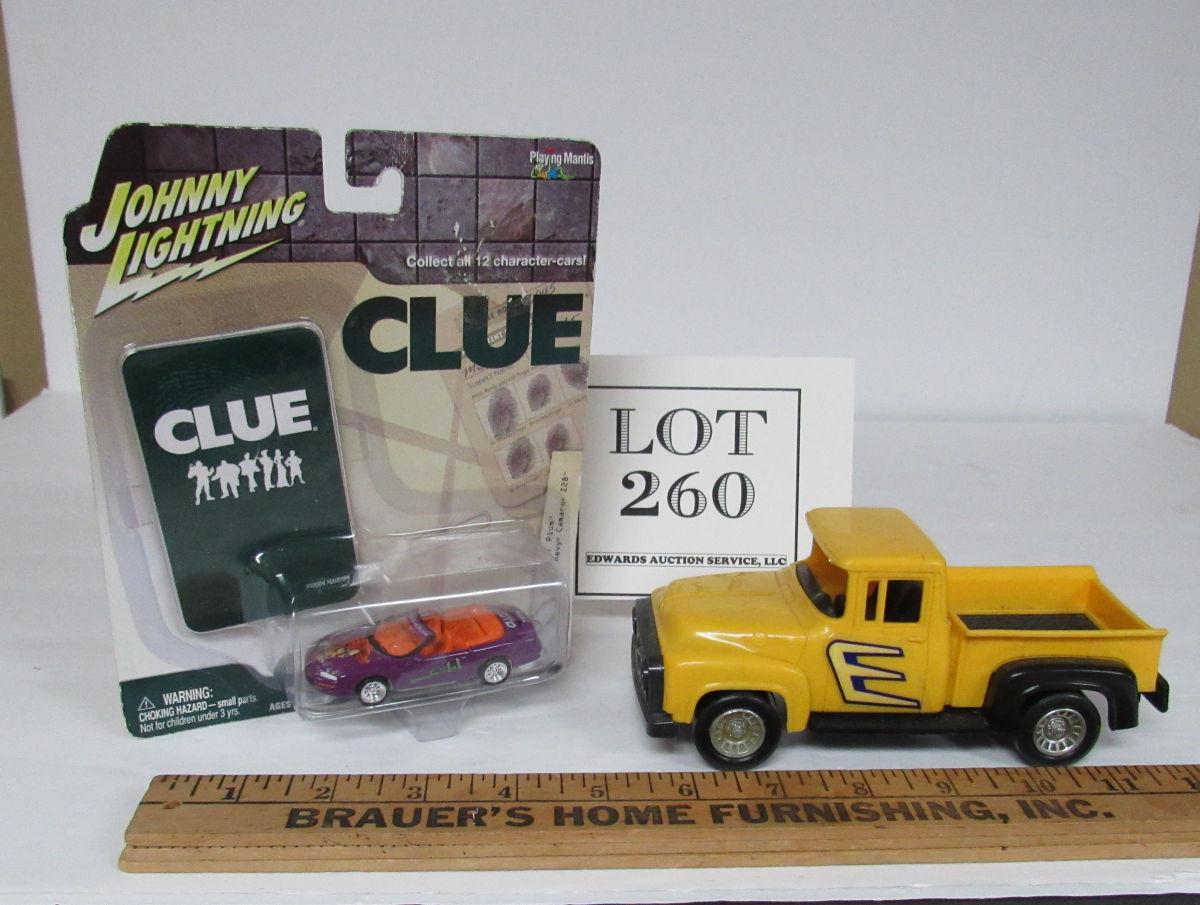 JOHNNY
LIGHTNING
Playing Mantis
Collect all 12 character-cars!
CLUE
CLUE
WARNING:
CHOKING HAZARD — small parts.
Not for children under 3 yrs.
AGES
LOT
260
EDWARDS AUCTION SERVICE, LLC
1 2 3 4 5 6 7 8 9 10 11
BRAUER'S HOME FURNISHING, INC.